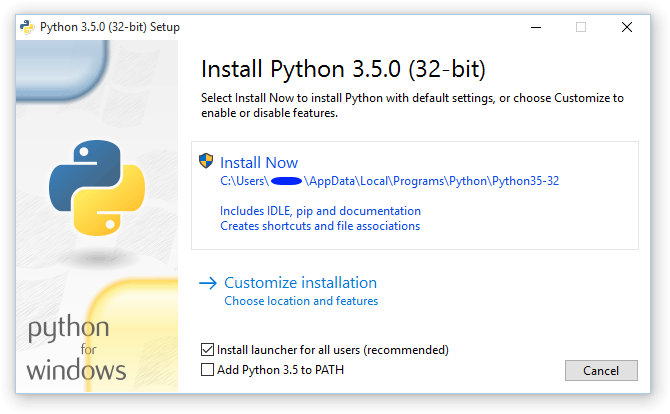 Python 3.5.0 (32-bit) Setup
Install Python 3.5.0 (32-bit)
Select Install Now to install Python with default settings, or choose Customize to
enable or disable features.
Install Now
C:\Users\ \AppData\Local\Programs\Python\Python35-32
Includes IDLE, pip and documentation
Creates shortcuts and file associations
Customize installation
Choose location and features
python
for
windows
Install launcher for all users (recommended)
Add Python 3.5 to PATH
Cancel